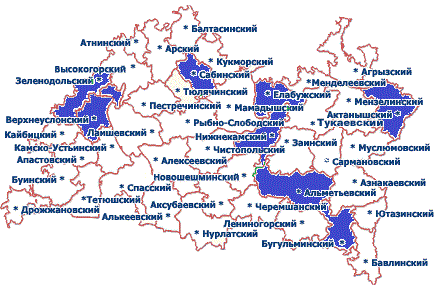 * Балтасинский
Атнинский *
* Арский
* Кукморский
Высокогорский *
* Агрызский
* Сабинский
Зеленодольский *
Менделеевский *
* Тюлячинский
Елабужский *
Мензелинский *
* Пестречинский
Мамадышский *
Актанышский *
Верхнеуслонский *
* Рыбно-Слободский
* Тукаевский
Кайбицкий *
Лаишевский *
Нижнекамский *
* Заинский
Камско-Устьинский *
* Чистопольский
* Муслюмовский
Апастовский *
* Алексеевский
* Сармановский
Буинский *
Новошешминский *
* Азнакаевский
* Спасский
* Альметьевский
* Тетюшский
* Дрожжановский
Аксубаевский *
* Черемшанский
* Ютазинский
Алькеевский *
Лениногорский *
* Нурлатский
Бугульминский *
* Бавлинский